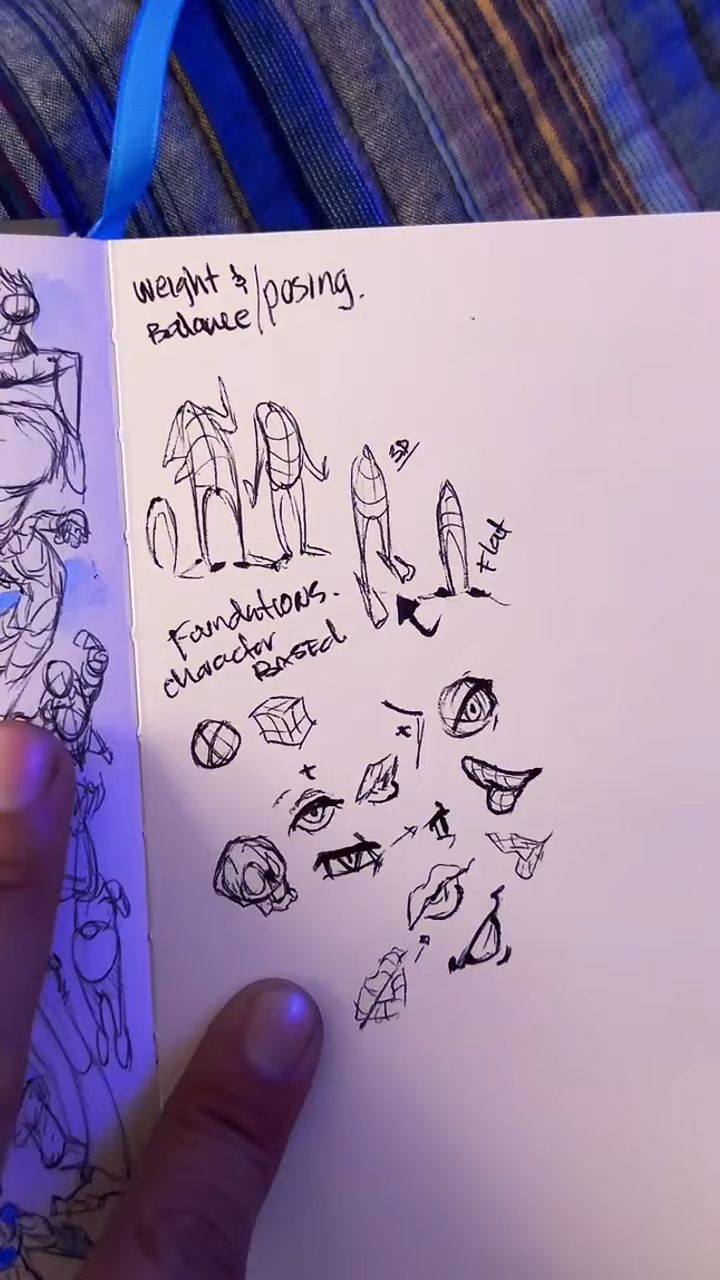 weight &
Balance/posing.
3D
Flat
Foundations.
character
BASED